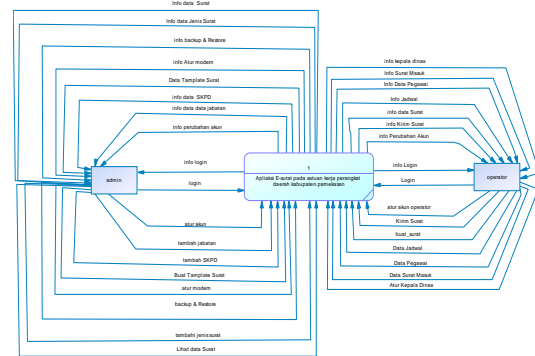 Info data Surat
Info data Jenis Surat
info backup & Restore
info Atur modem
Data Tamplate Surat
info data SKPD
info data data jabatan
info perubahan akun
info login
login
admin
atur akun
tambah jabatan
tambah SKPD
Buat Tamplate Surat
atur modem
backup & Restore
tambaht jenis surat
Lihat data Surat
1
Apliaksi E-surat pada satuan kerja perangkat
daerah kabupaten pamekasan
info kepala dinas
Info Surat Masuk
Info Data Pegawai
Info Jadwal
info data Surat
info Kirim Surat
info Perubahan Akun
info Login
Login
operator
atur akun operator
Kirim Surat
buat_surat
Data Jadwal
Data Pegawai
Data Surat Masuk
Atur Kepala Dinas